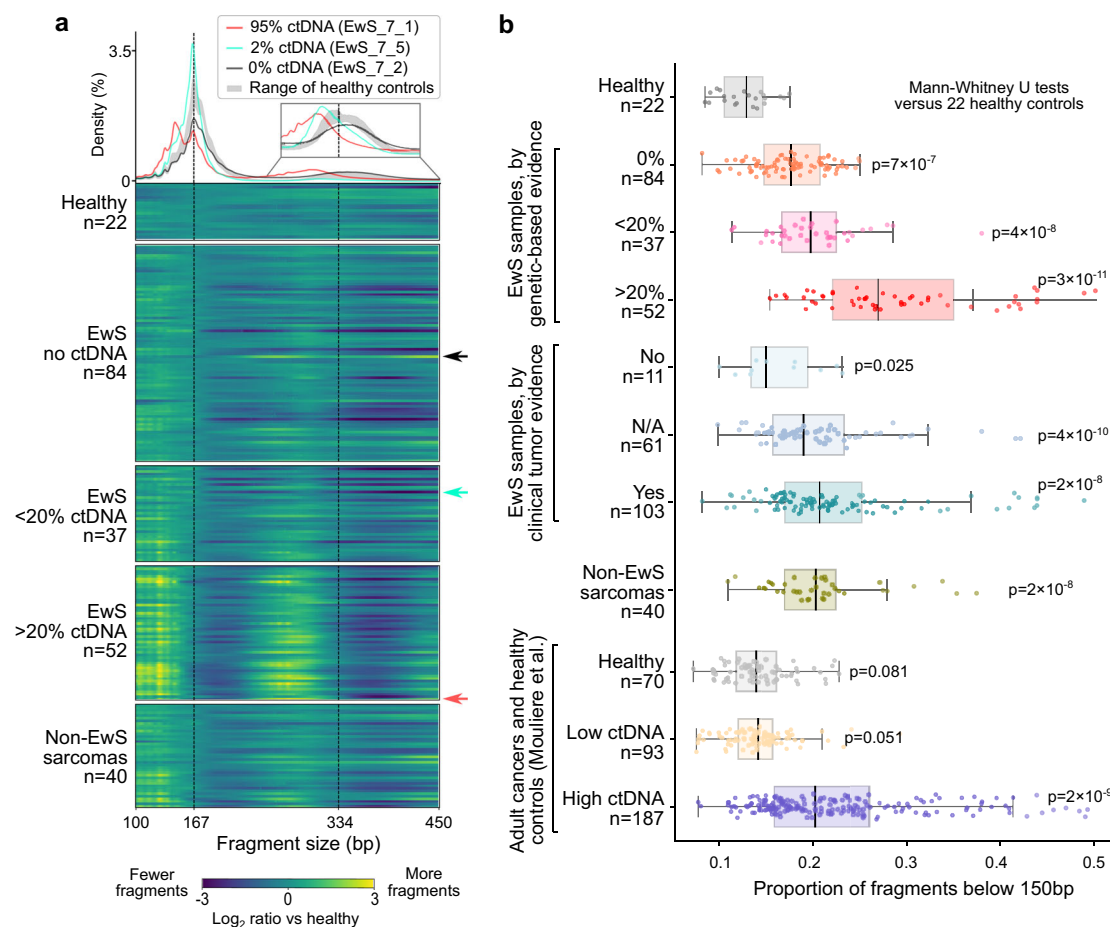 a
95% ctDNA (EwS_7_1)
2% ctDNA (EwS_7_5)
0% ctDNA (EwS_7_2)
Range of healthy controls
Density (%)
3.5
0
Healthy
n=22
EwS
no ctDNA
n=84
EwS
<20% ctDNA
n=37
EwS
>20% ctDNA
n=52
Non-EwS
sarcomas
n=40
100 167 334 450
Fragment size (bp)
Fewer
fragments
More
fragments
-3 0 3
Log₂ ratio vs healthy
b
Mann-Whitney U tests
versus 22 healthy controls
Healthy
n=22
EwS samples, by
genetic-based evidence
0%
n=84
p=7×10⁻⁷
<20%
n=37
p=4×10⁻⁸
>20%
n=52
p=3×10⁻¹¹
EwS samples, by
clinical tumor evidence
No
n=11
p=0.025
N/A
n=61
p=4×10⁻¹⁰
Yes
n=103
p=2×10⁻⁸
Non-EwS
sarcomas
n=40
p=2×10⁻⁸
Adult cancers and healthy
controls (Mouliere et al.)
Healthy
n=70
p=0.081
Low ctDNA
n=93
p=0.051
High ctDNA
n=187
p=2×10⁻⁹
0.1 0.2 0.3 0.4 0.5
Proportion of fragments below 150bp